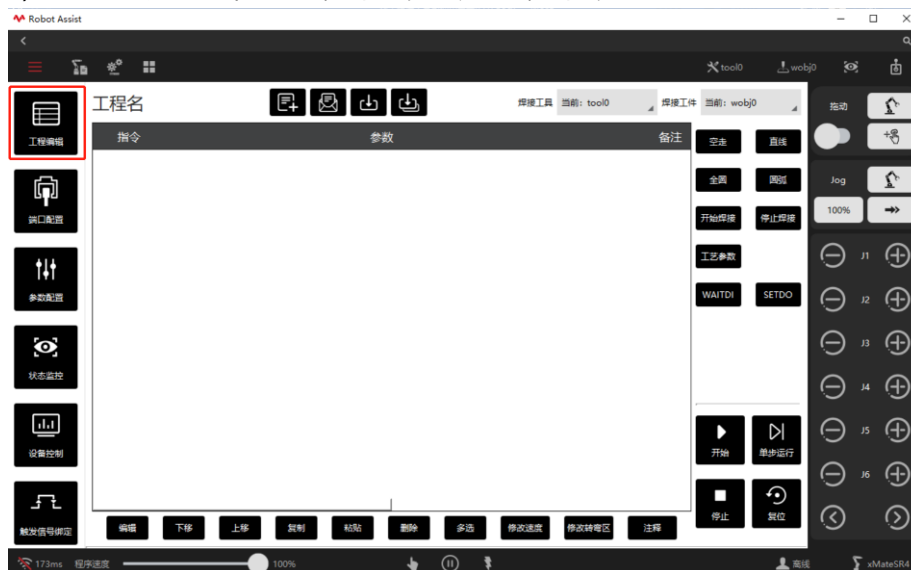 Robot Assist
tool0
wobj0
工程名
焊接工具
当前: tool0
焊接工件
当前: wobj0
指令
参数
备注
工程编辑
端口配置
参数配置
状态监控
设备控制
触发信号绑定
空走
直线
全圆
圆弧
开始焊接
停止焊接
工艺参数
WAITDI
SETDO
开始
单步运行
停止
复位
拖动
Jog
100%
J1
J2
J3
J4
J5
J6
编辑
下移
上移
复制
粘贴
删除
多选
修改速度
修改转弯区
注释
173ms
程序速度
100%
离线
xMateSR4